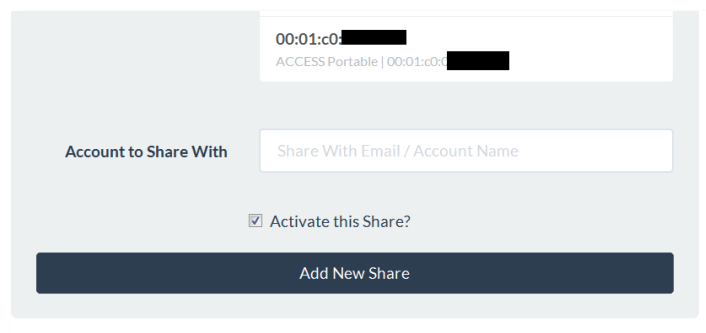 00:01:c0:
ACCESS Portable | 00:01:c0:0
Account to Share With
Share With Email / Account Name
Activate this Share?
Add New Share